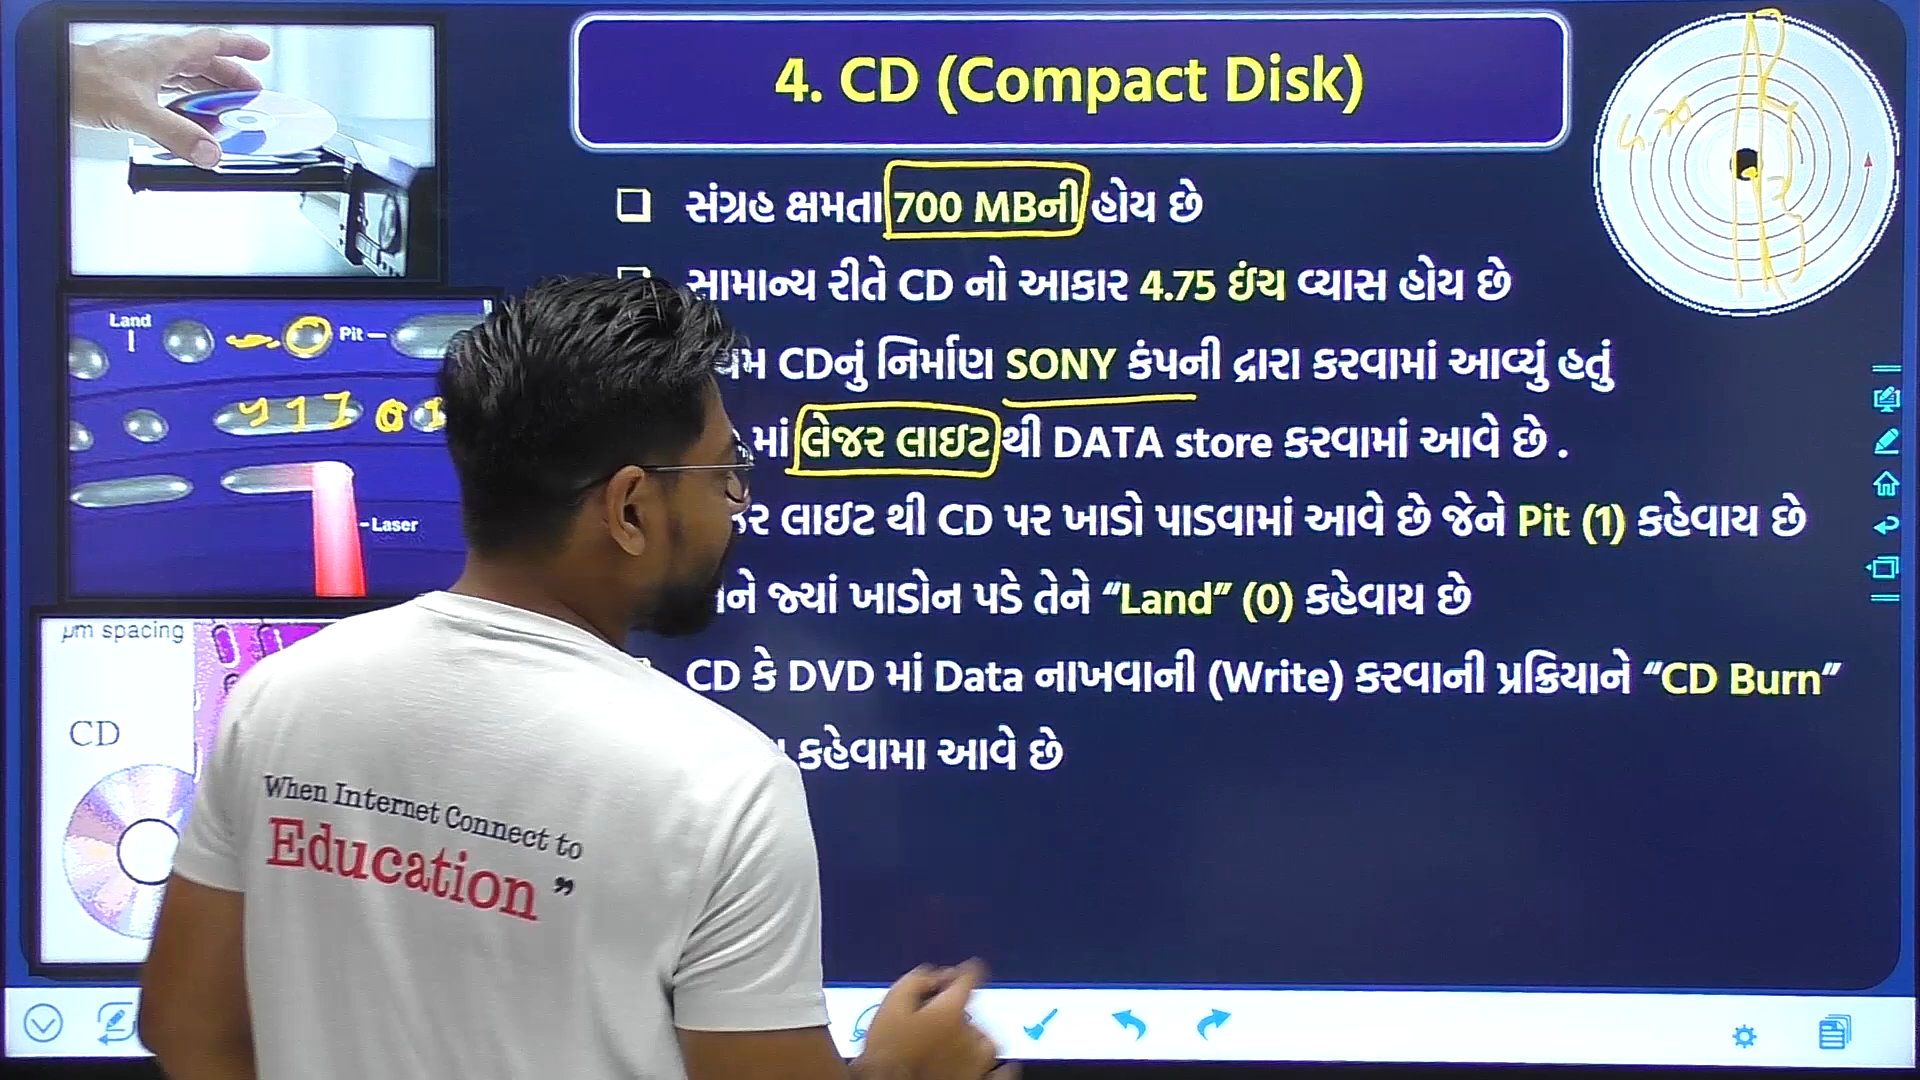 4. CD (Compact Disk)
સંગ્રહ ક્ષમતા 700 MBની હોય છે
સામાન્ય રીતે CD નો આકાર 4.75 ઇંચ વ્યાસ હોય છે
CDનું નિર્માણ SONY કંપની દ્રારા કરવામાં આવ્યું હતું
માં લેજર લાઇટ થી DATA store કરવામાં આવે છે .
લાઇટ થી CD પર ખાડો પાડવામાં આવે છે જેને Pit (1) કહેવાય છે
જ્યાં ખાડોન પડે તેને “Land” (0) કહેવાય છે
CD કે DVD માં Data નાખવાની (Write) કરવાની પ્રક્રિયાને “CD Burn”
કહેવામા આવે છે
Land
Pit
Laser
µm spacing
CD
When Internet Connect to
Education ”